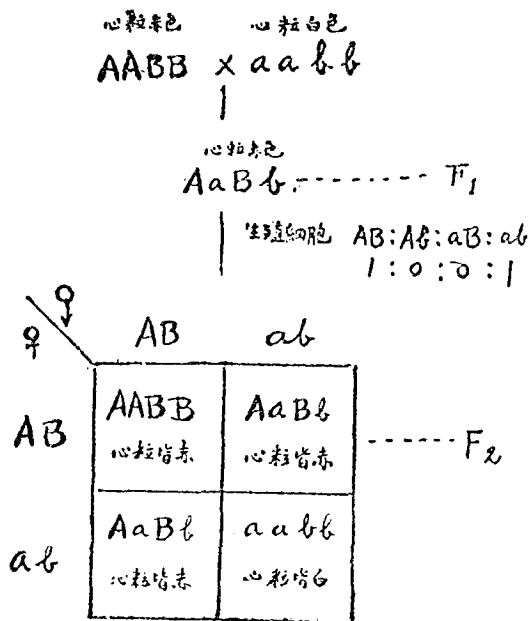 心粒赤色 心粒白色
AABB × aabb
心粒赤色
AaBb ------- F₁
生殖細胞 AB:Ab:aB:ab
1:0:0:1
♀ ♀
AB ab
AB AABB AaBb ------ F₂
心粒皆赤 心粒皆赤
ab AaBb aabb
心粒皆赤 心粒皆白